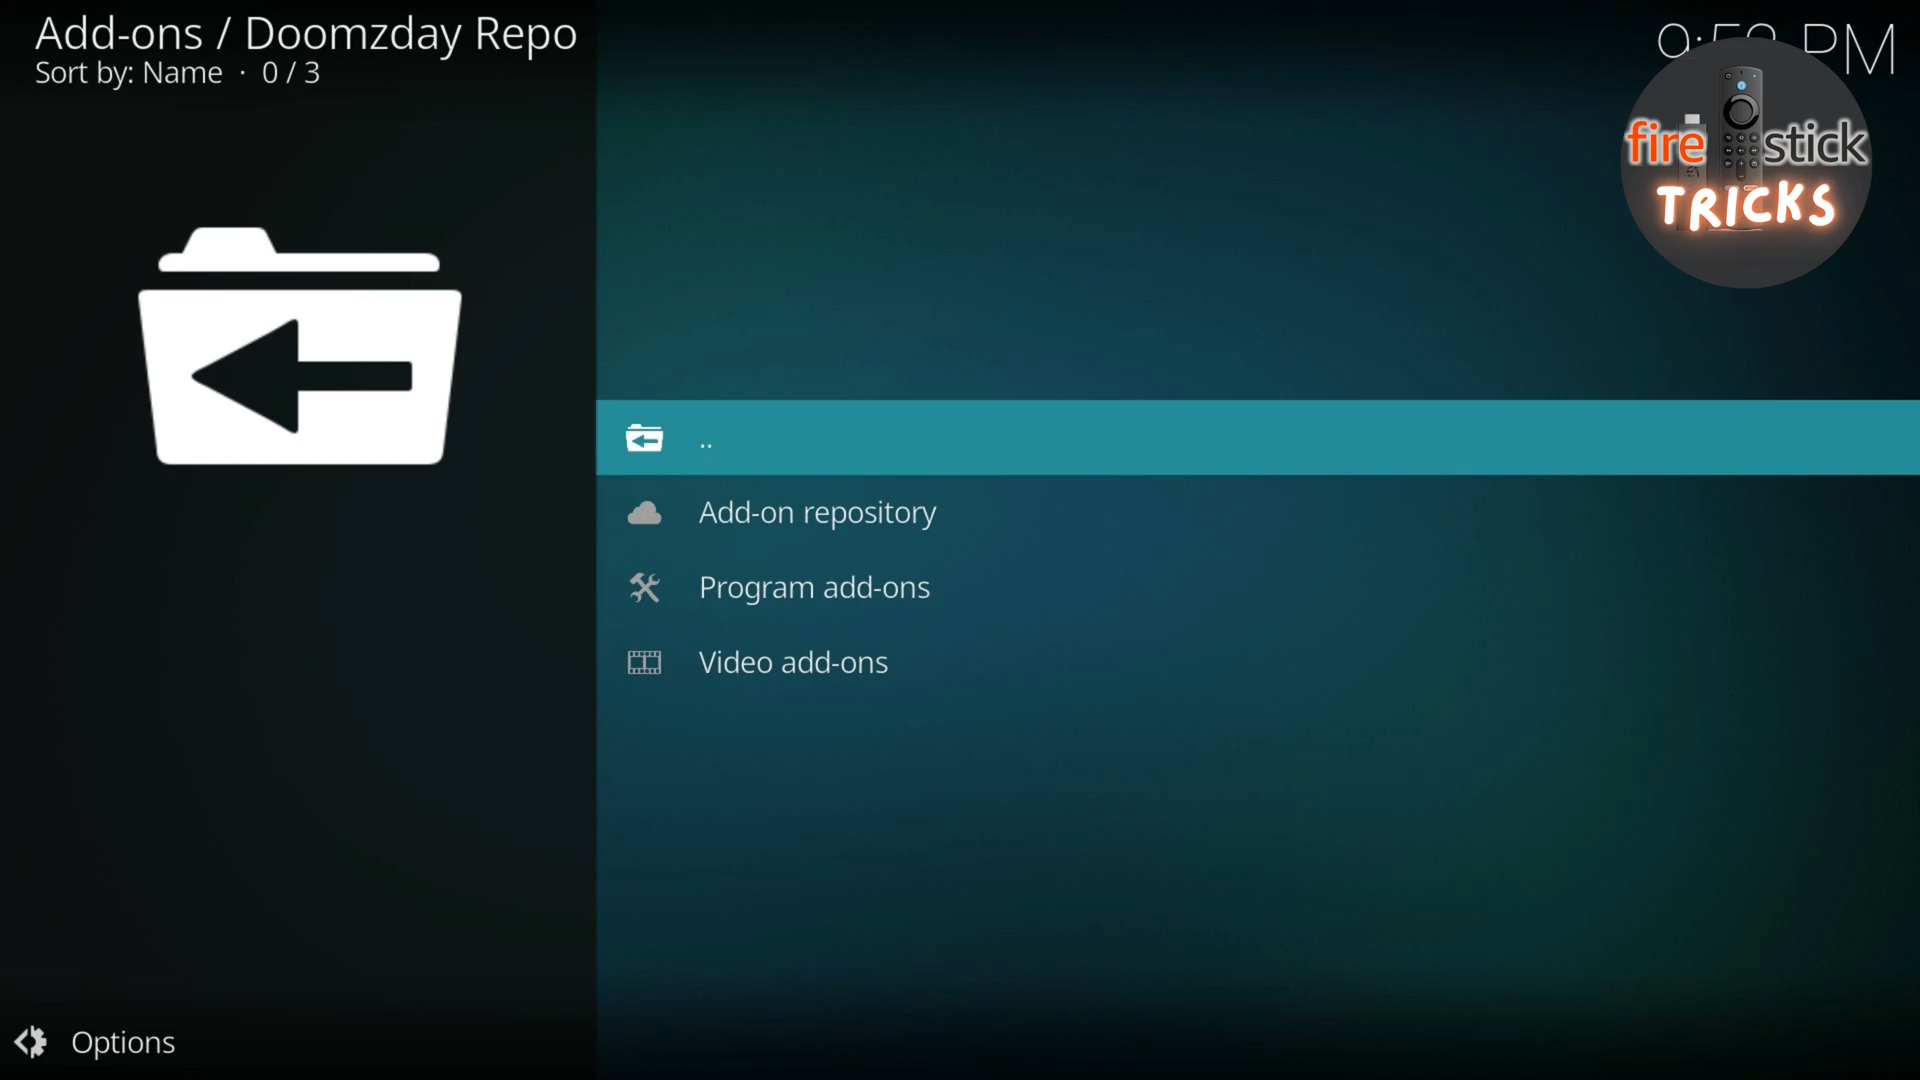 Add-ons / Doomzday Repo
Sort by: Name · 0 / 3
PM
fire stick
TRICKS
..
Add-on repository
Program add-ons
Video add-ons
Options